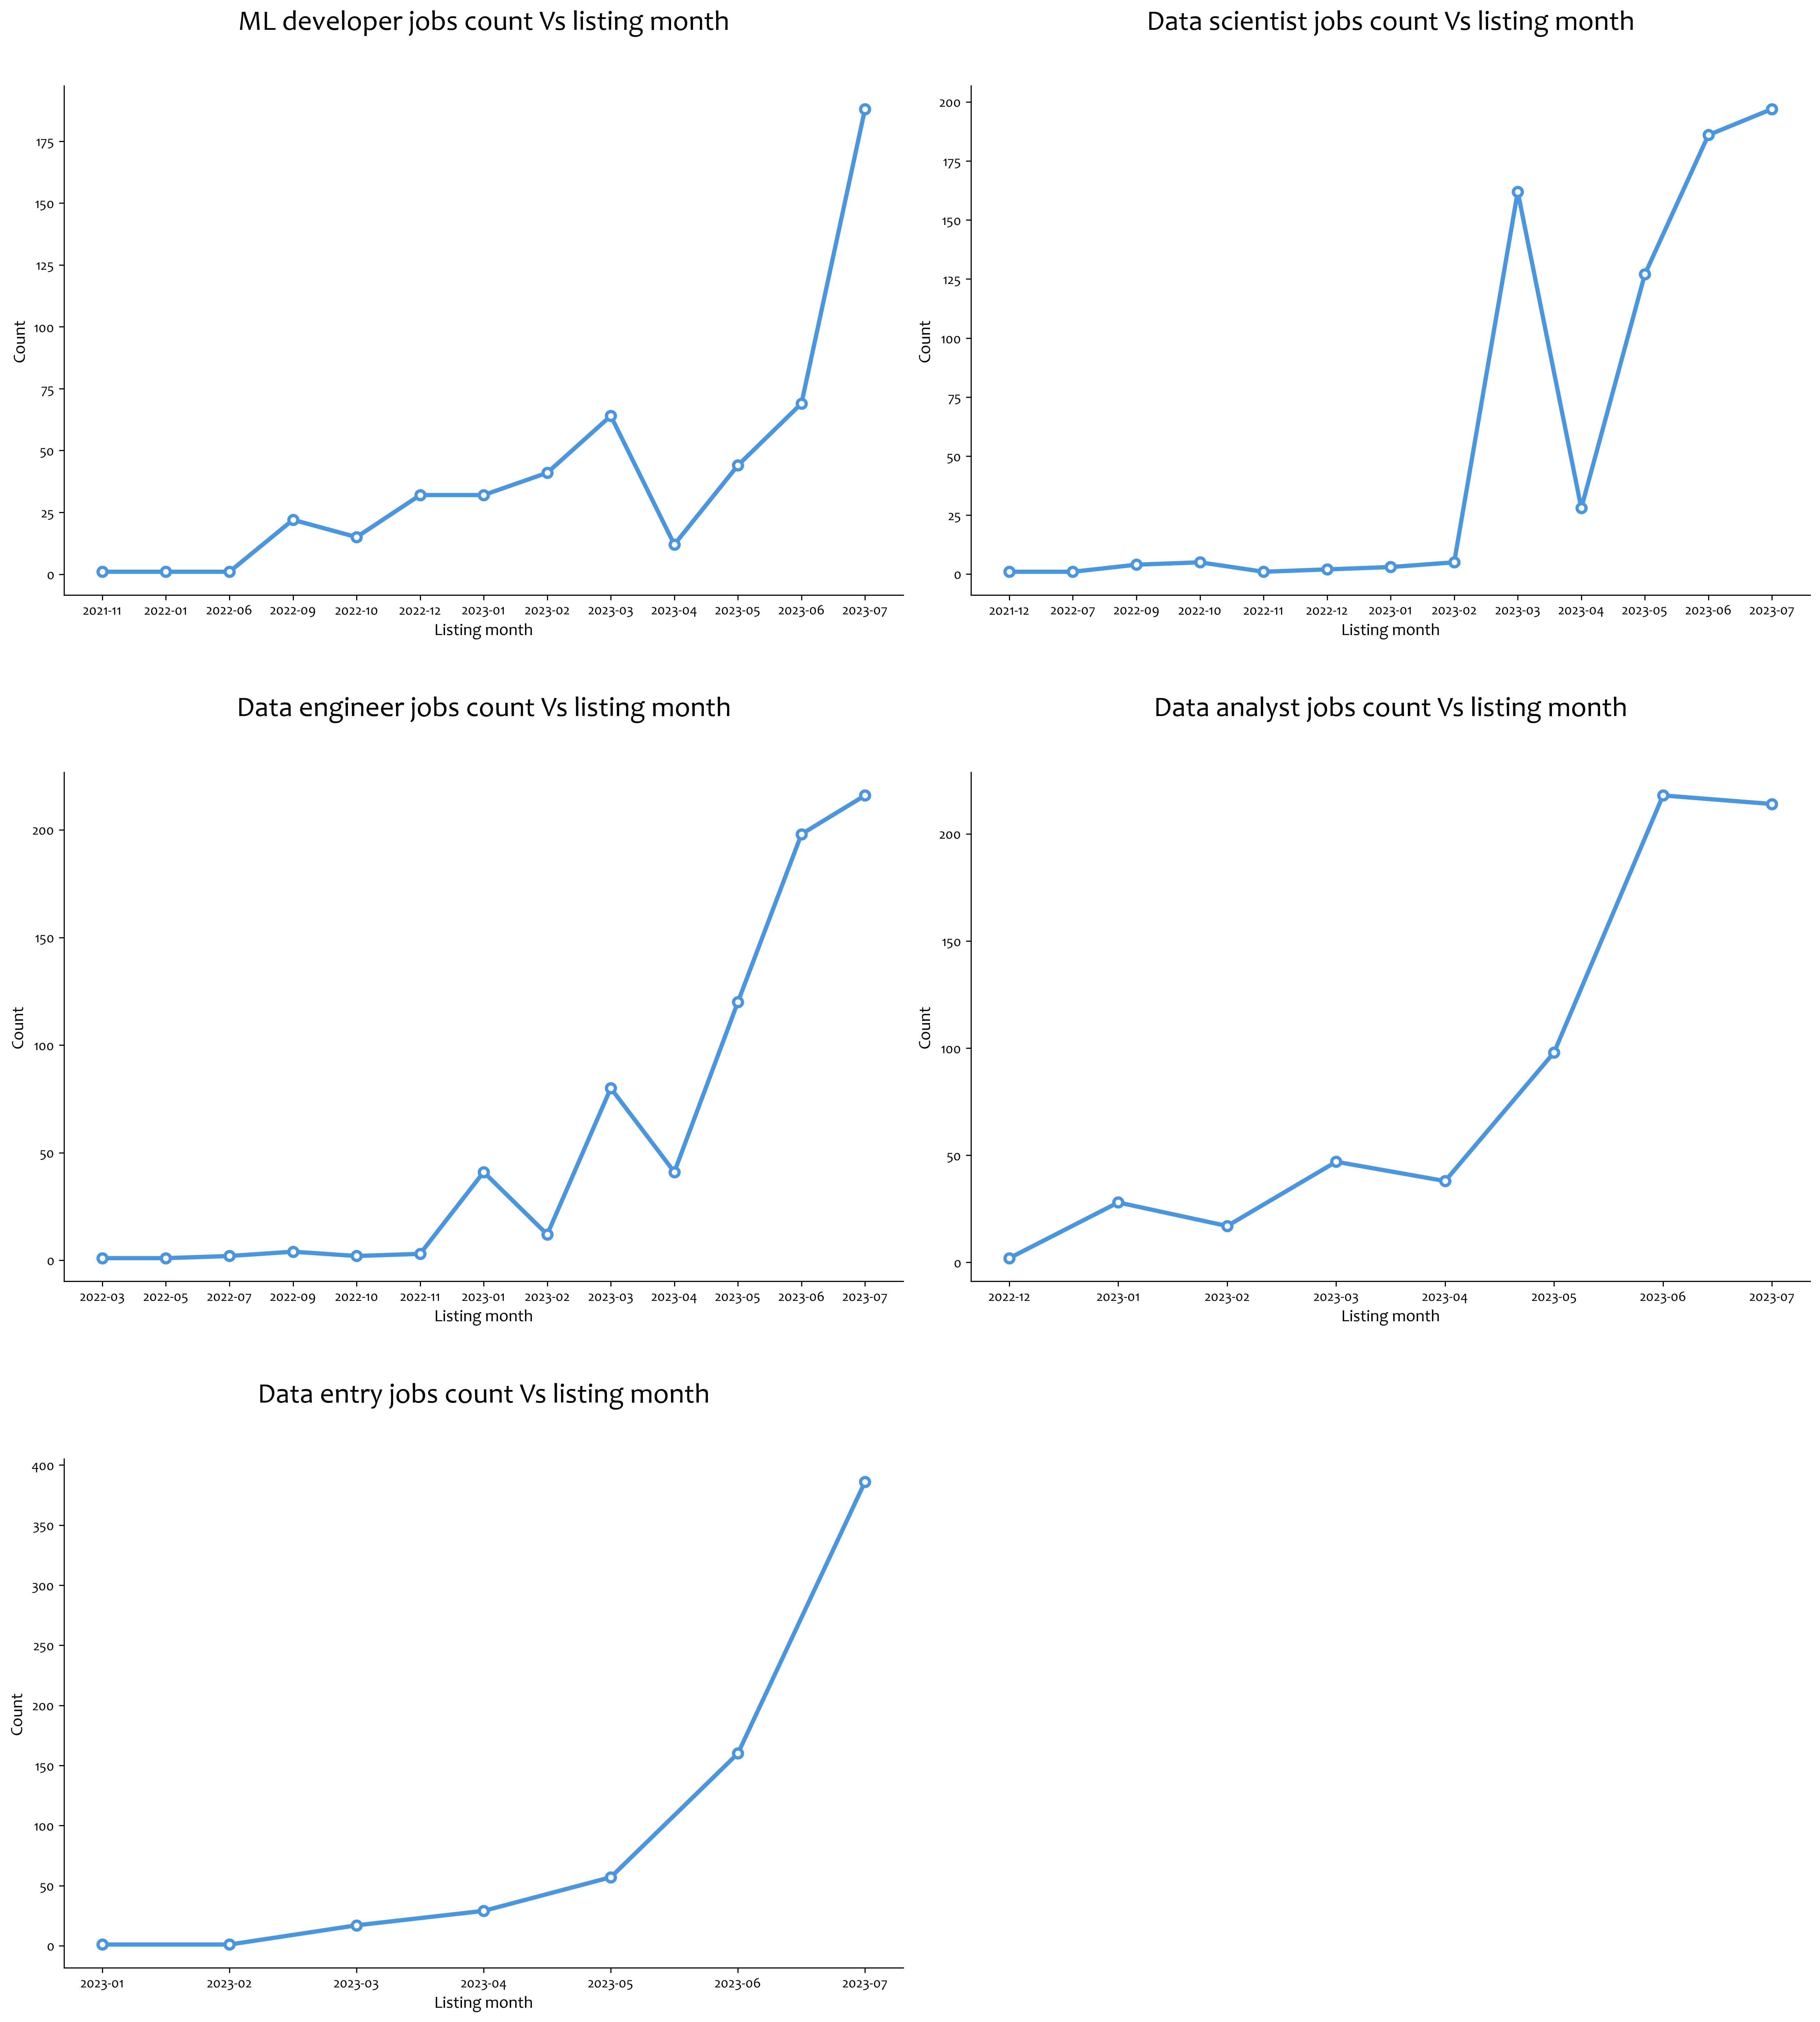 ML developer jobs count Vs listing month
Count
175
150
125
100
75
50
25
0
2021-11 2022-01 2022-06 2022-09 2022-10 2022-12 2023-01 2023-02 2023-03 2023-04 2023-05 2023-06 2023-07
Listing month
Data scientist jobs count Vs listing month
Count
200
175
150
125
100
75
50
25
0
2021-12 2022-07 2022-09 2022-10 2022-11 2022-12 2023-01 2023-02 2023-03 2023-04 2023-05 2023-06 2023-07
Listing month
Data engineer jobs count Vs listing month
Count
200
150
100
50
0
2022-03 2022-05 2022-07 2022-09 2022-10 2022-11 2023-01 2023-02 2023-03 2023-04 2023-05 2023-06 2023-07
Listing month
Data analyst jobs count Vs listing month
Count
200
150
100
50
0
2022-12 2023-01 2023-02 2023-03 2023-04 2023-05 2023-06 2023-07
Listing month
Data entry jobs count Vs listing month
Count
400
350
300
250
200
150
100
50
0
2023-01 2023-02 2023-03 2023-04 2023-05 2023-06 2023-07
Listing month